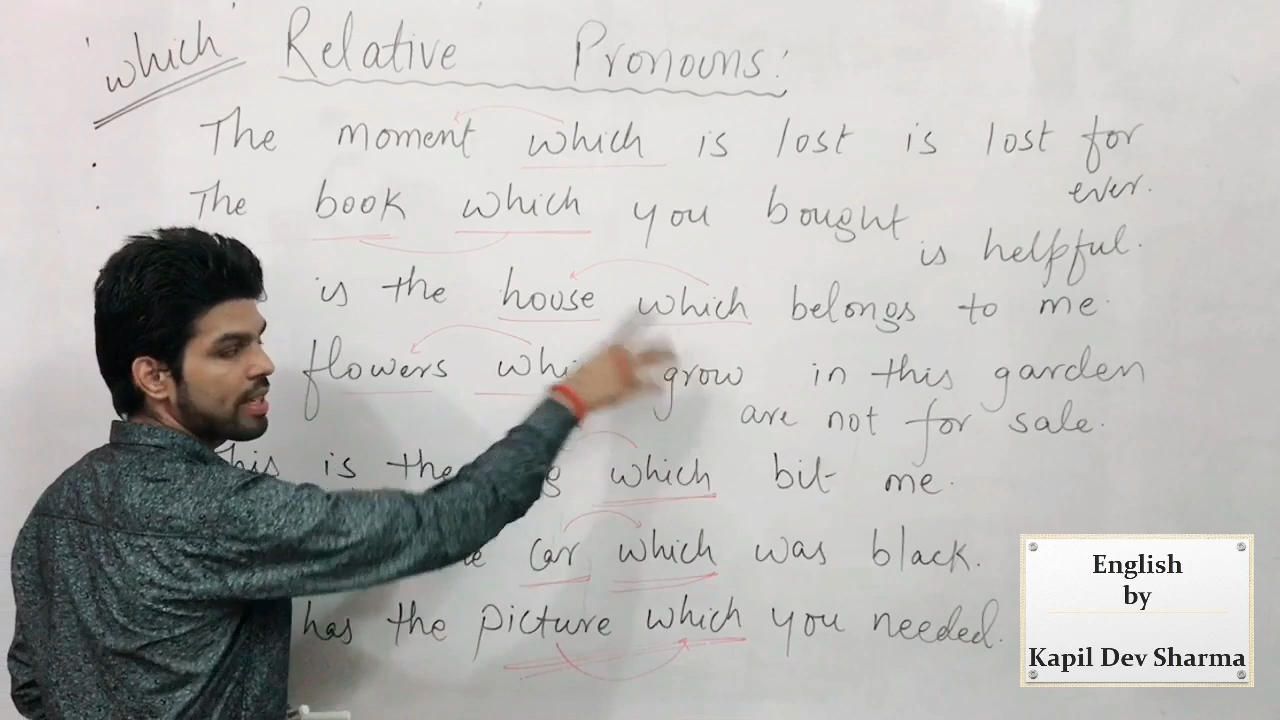 'which' Relative Pronouns:
The moment which is lost is lost for
ever.
The book which you bought
is helpful.
is the house which belongs to me.
flowers grow in this garden
are not for sale.
This is the which bit me.
car which was black.
has the picture which you needed.
English
by
Kapil Dev Sharma